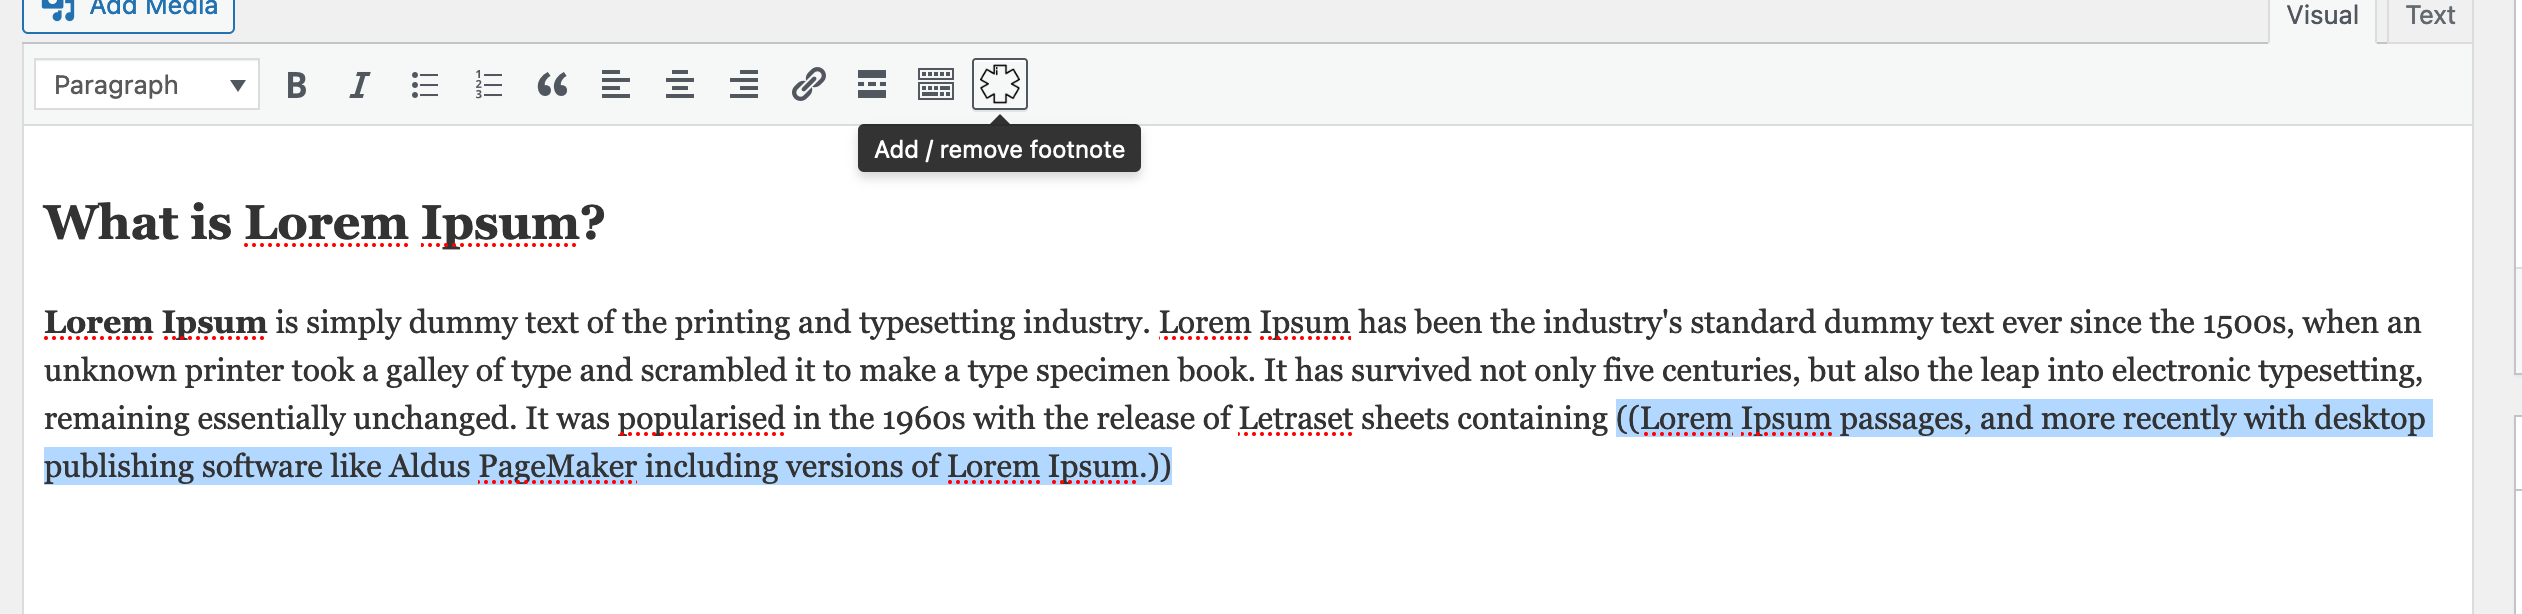 Add Media
Visual Text
Paragraph
Add / remove footnote
What is Lorem Ipsum?
Lorem Ipsum is simply dummy text of the printing and typesetting industry. Lorem Ipsum has been the industry's standard dummy text ever since the 1500s, when an
unknown printer took a galley of type and scrambled it to make a type specimen book. It has survived not only five centuries, but also the leap into electronic typesetting,
remaining essentially unchanged. It was popularised in the 1960s with the release of Letraset sheets containing ((Lorem Ipsum passages, and more recently with desktop
publishing software like Aldus PageMaker including versions of Lorem Ipsum.))